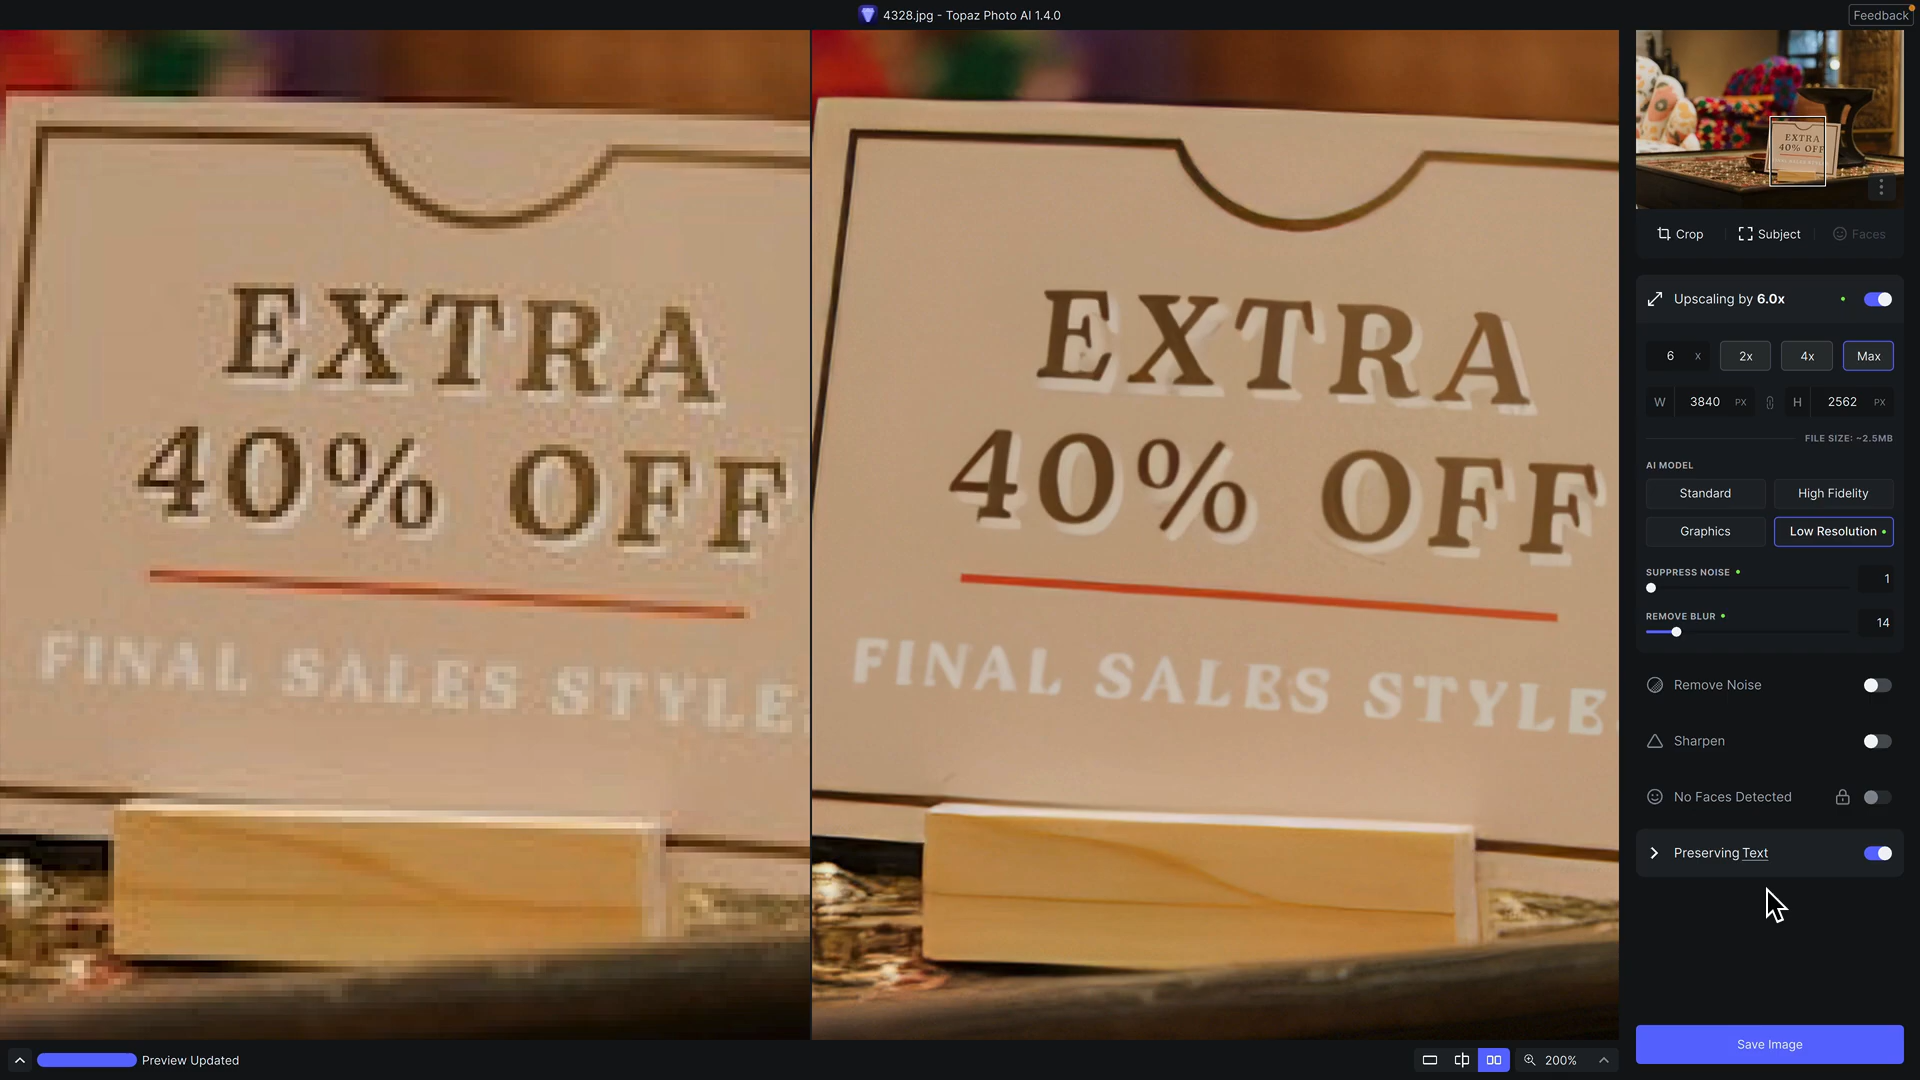 4328.jpg - Topaz Photo AI 1.4.0
Feedback
EXTRA
40% OFF
FINAL SALES STYLE
EXTRA
40% OFF
FINAL SALES STYLE
EXTRA
40% OFF
Crop
Subject
Faces
Upscaling by 6.0x
6 x
2x
4x
Max
W 3840 PX
H 2562 PX
FILE SIZE: ~2.5MB
AI MODEL
Standard
High Fidelity
Graphics
Low Resolution
SUPPRESS NOISE
1
REMOVE BLUR
14
Remove Noise
Sharpen
No Faces Detected
Preserving Text
Save Image
Preview Updated
200%